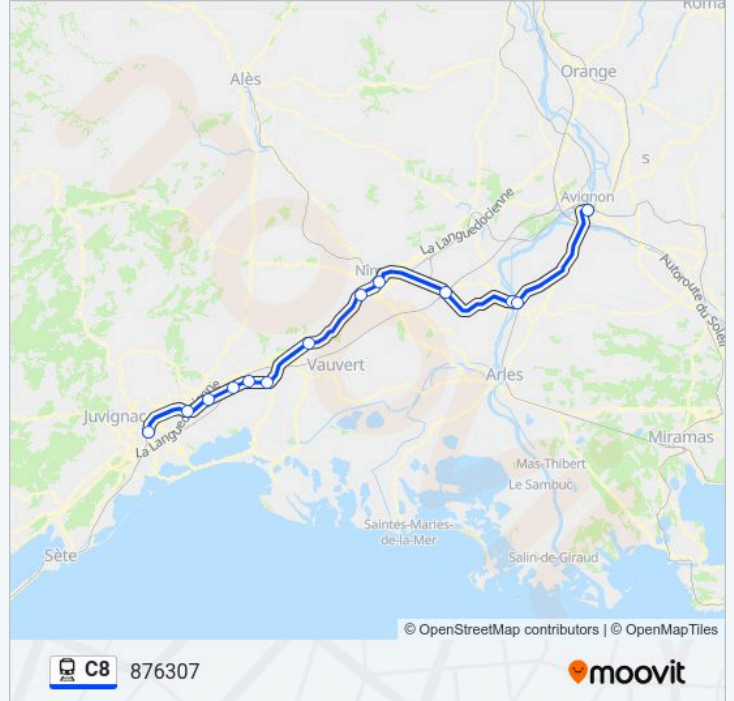 Roma
Alès
Orange
S
Avignon
La Languedocienne
Nîm
Autoroute du Soleil
Vauvert
Arles
Juvignac
La Languedocienne
Miramas
Mas-Thibert
Le Sambuc
Saintes-Maries-
de-la-Mer
Salin-de-Giraud
Sète
© OpenStreetMap contributors | © OpenMapTiles
C8 876307
moovit